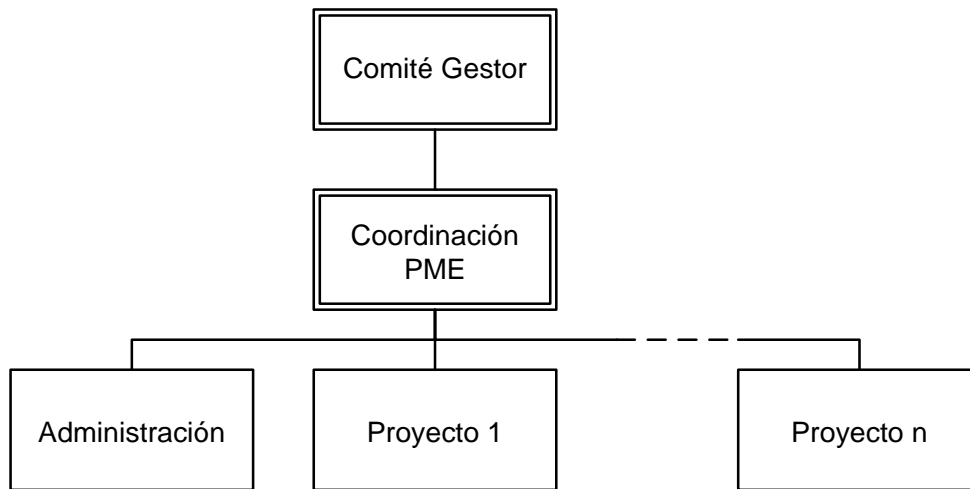 Comité Gestor
Coordinación
PME
Administración
Proyecto 1
Proyecto n